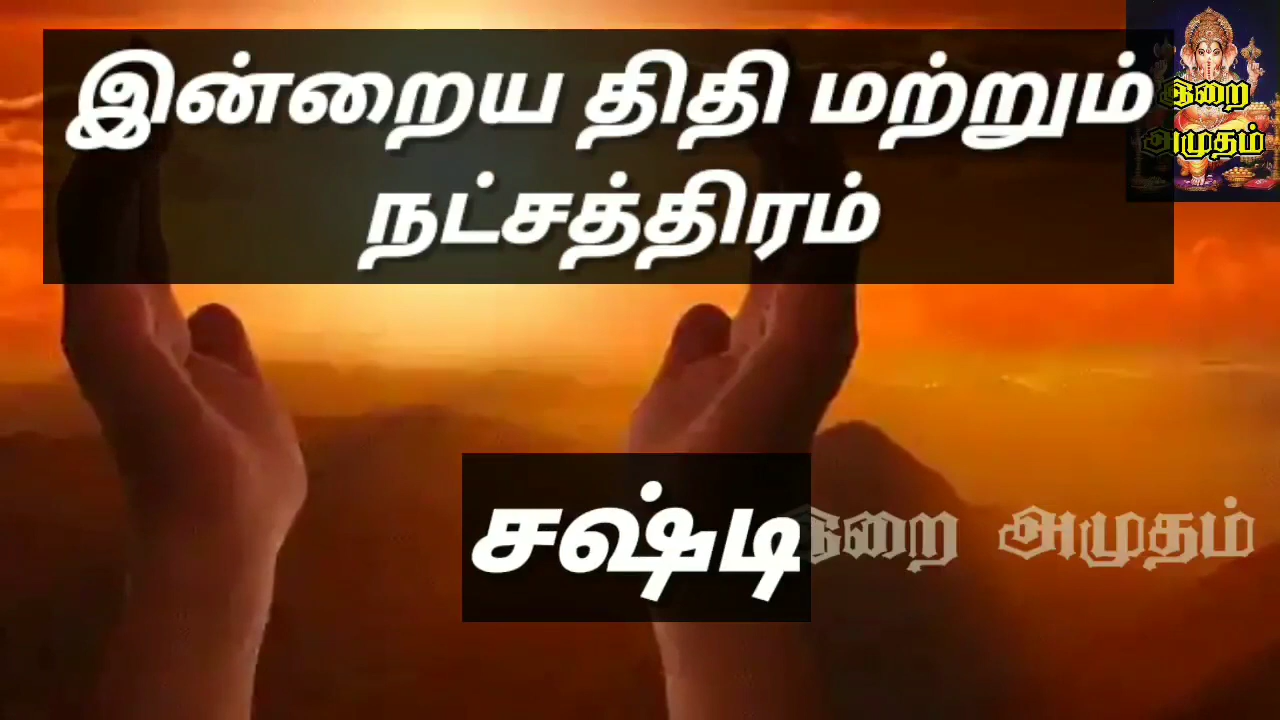 இன்றைய திதி மற்றும்
நட்சத்திரம்
இறை
அமுதம்
சஷ்டி
இறை அமுதம்